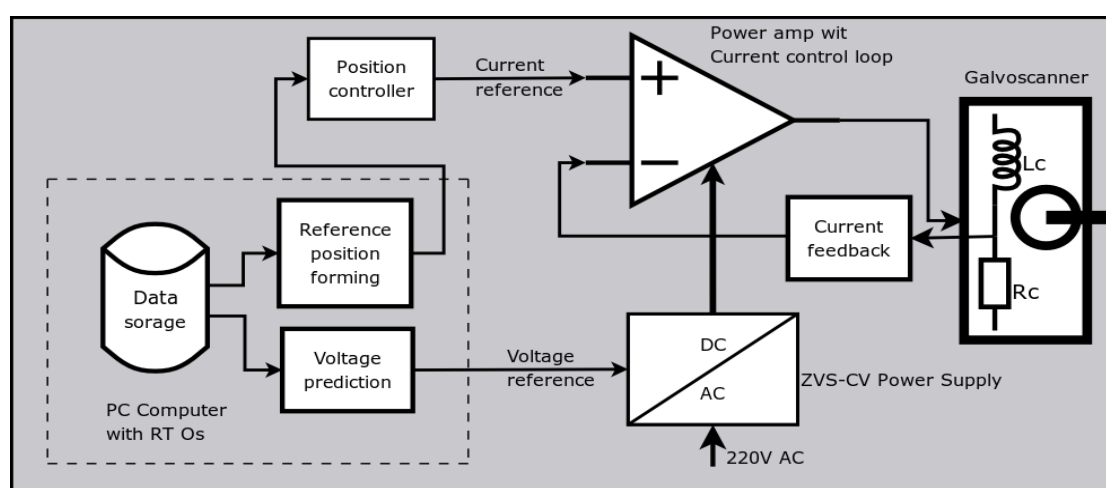 Power amp wit
Current control loop
Position
controller
Current
reference
Galvoscanner
+
−
Lc
Reference
position
forming
Current
feedback
Data
sorage
Rc
DC
AC
Voltage
prediction
Voltage
reference
ZVS-CV Power Supply
PC Computer
with RT Os
220V AC